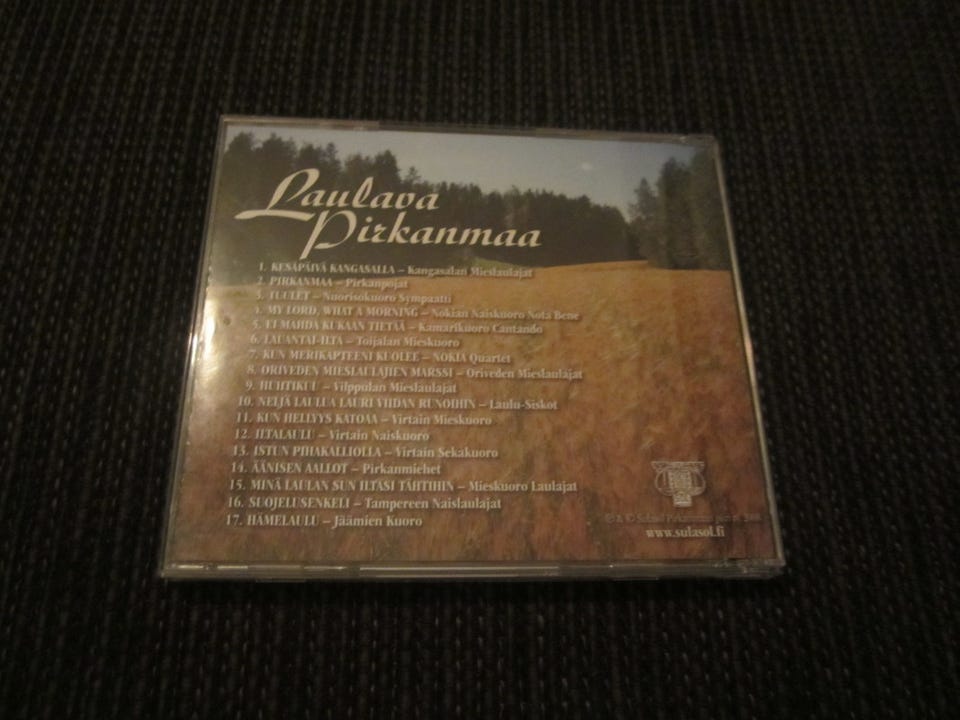 Laulava
Pirkanmaa
1. KESÄPÄIVÄ KANGASALLA – Kangasalan Mieslaulajat
2. PIRKANMAA – Pirkanpojat
3. TUULET – Nuorisokuoro Sympaatti
4. MY LORD, WHAT A MORNING – Nokian Naiskuoro Nota Bene
5. EI MAHDA KUKAAN TIETÄÄ – Kamarikuoro Cantando
6. LAUANTAI-ILTA – Toijalan Mieskuoro
7. KUN MERIKAPTEENI KUOLEE – NOKIA Quartet
8. ORIVEDEN MIESLAULAJIEN MARSSI – Oriveden Mieslaulajat
9. HUHTIKUU – Vilppulan Mieslaulajat
10. NELJÄ LAULUA LAURI VIIDAN RUNOIHIN – Laulu-Siskot
11. KUN HELLYYS KATOAA – Virtain Mieskuoro
12. ILTALAULU – Virtain Naiskuoro
13. ISTUN PIHAKALLIOLLA – Virtain Sekakuoro
14. ÄÄNISEN AALLOT – Pirkanmiehet
15. MINÄ LAULAN SUN ILTASI TÄHTIHIN – Mieskuoro Laulajat
16. SUOJELUSENKELI – Tampereen Naislaulajat
17. HÄMELAULU – Jäämien Kuoro
℗ & © Sulasol Pirkanmaan piiri
www.sulasol.fi